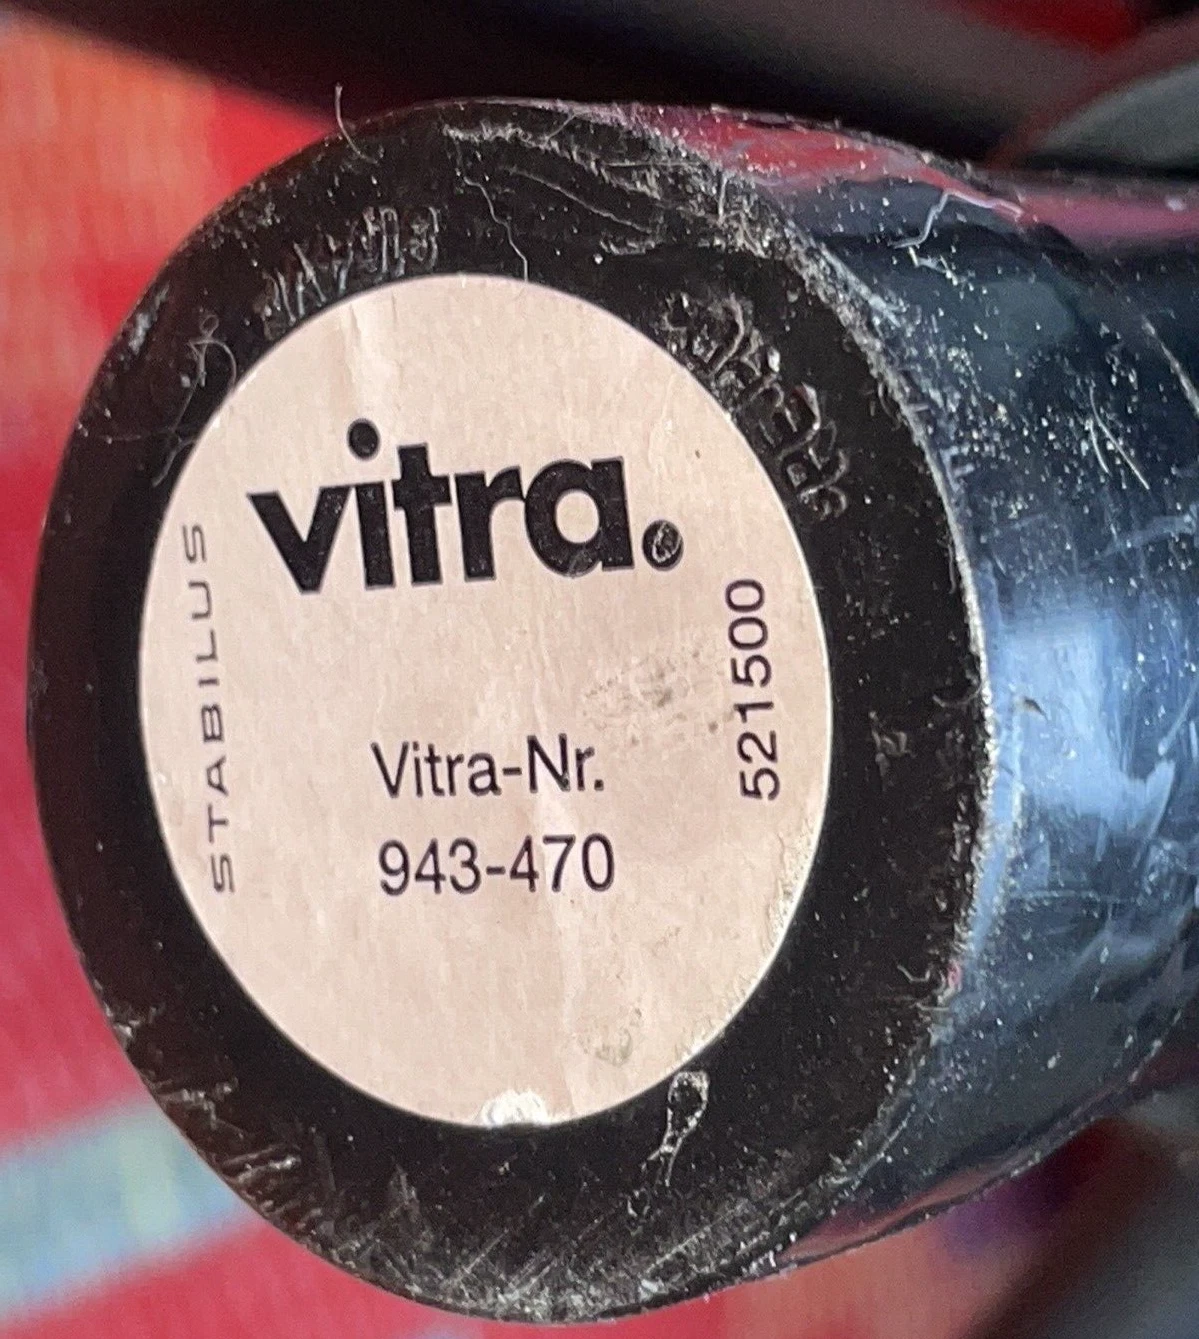 vitra.
STABILUS
521500
Vitra-Nr.
943-470